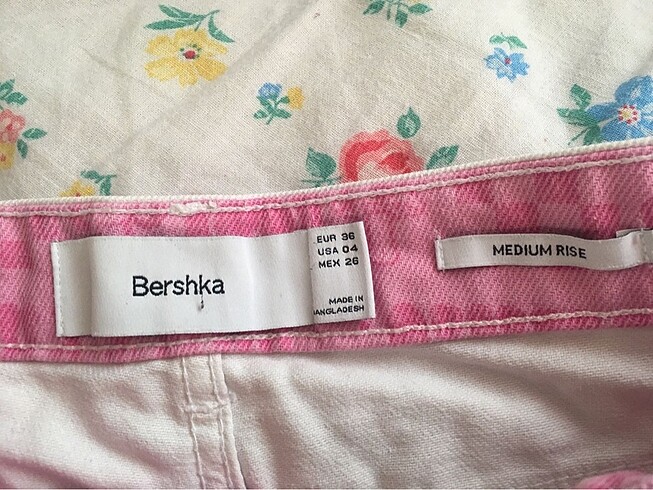 Bershka
EUR 36
USA 04
MEX 26
MADE IN
BANGLADESH
MEDIUM RISE